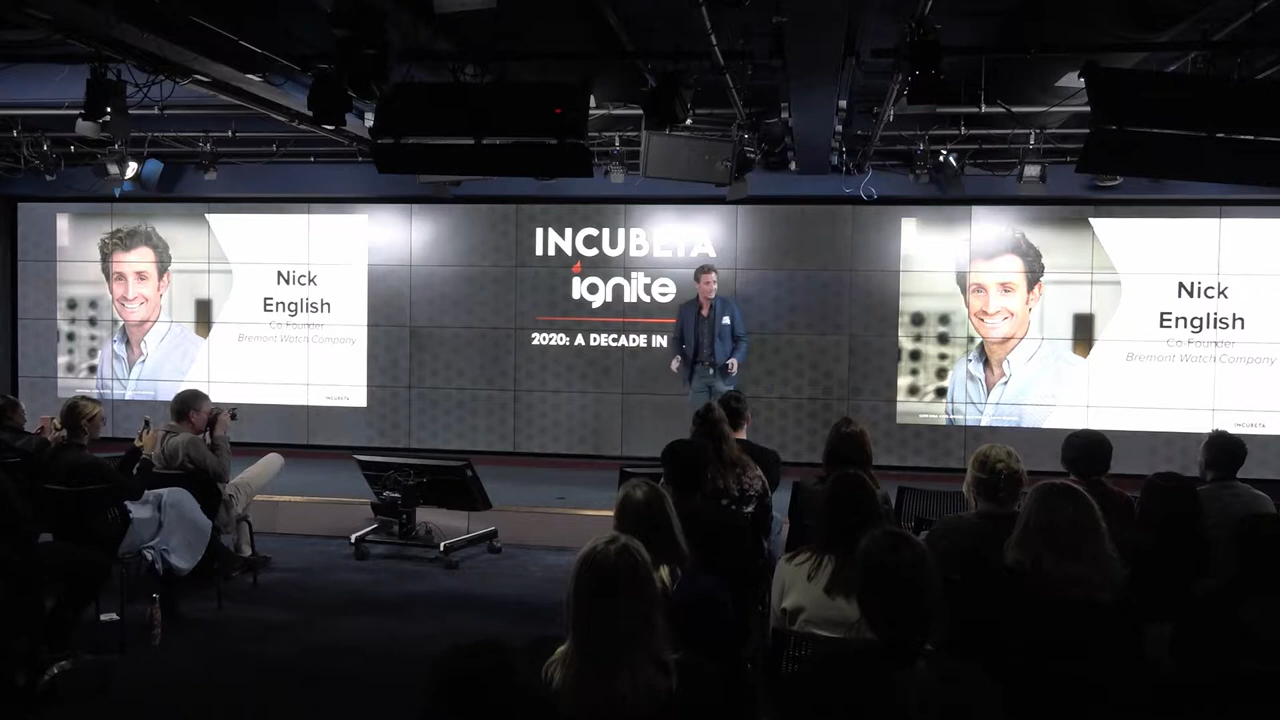 Nick
English
Co-Founder
Bremont Watch Company
INCUBETA
INCUBETA
ignite
2020: A DECADE IN
Nick
English
Co-Founder
Bremont Watch Company
INCUBETA